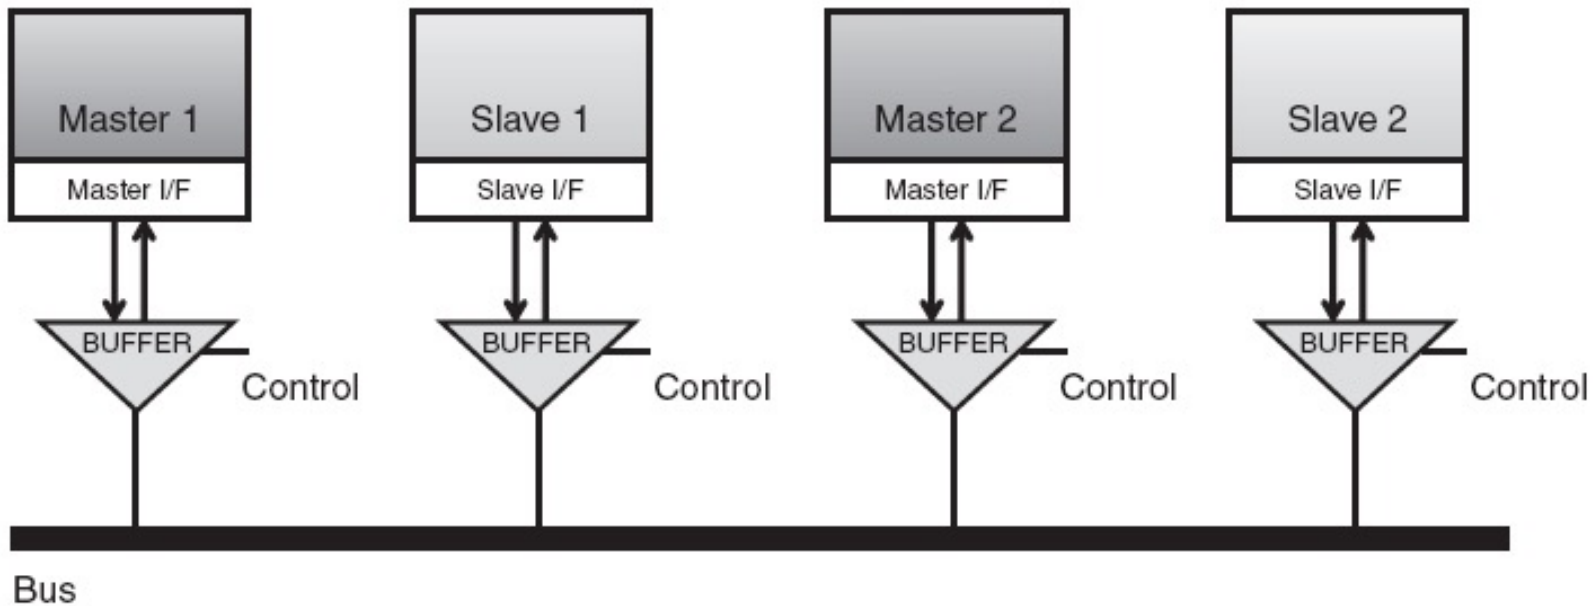 Master 1
Slave 1
Master 2
Slave 2
Master I/F
Slave I/F
Master I/F
Slave I/F
BUFFER
BUFFER
BUFFER
BUFFER
Control
Control
Control
Control
Bus